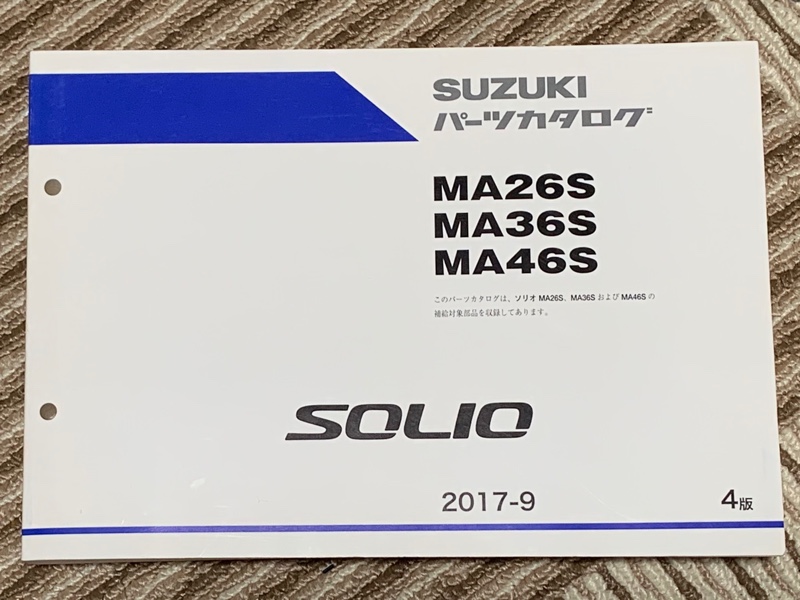 SUZUKI
パーツカタログ
MA26S
MA36S
MA46S
このパーツカタログは、ソリオ MA26S、MA36S および MA46S の
補給対象部品を収録してあります。
SOLIO
2017-9
4版